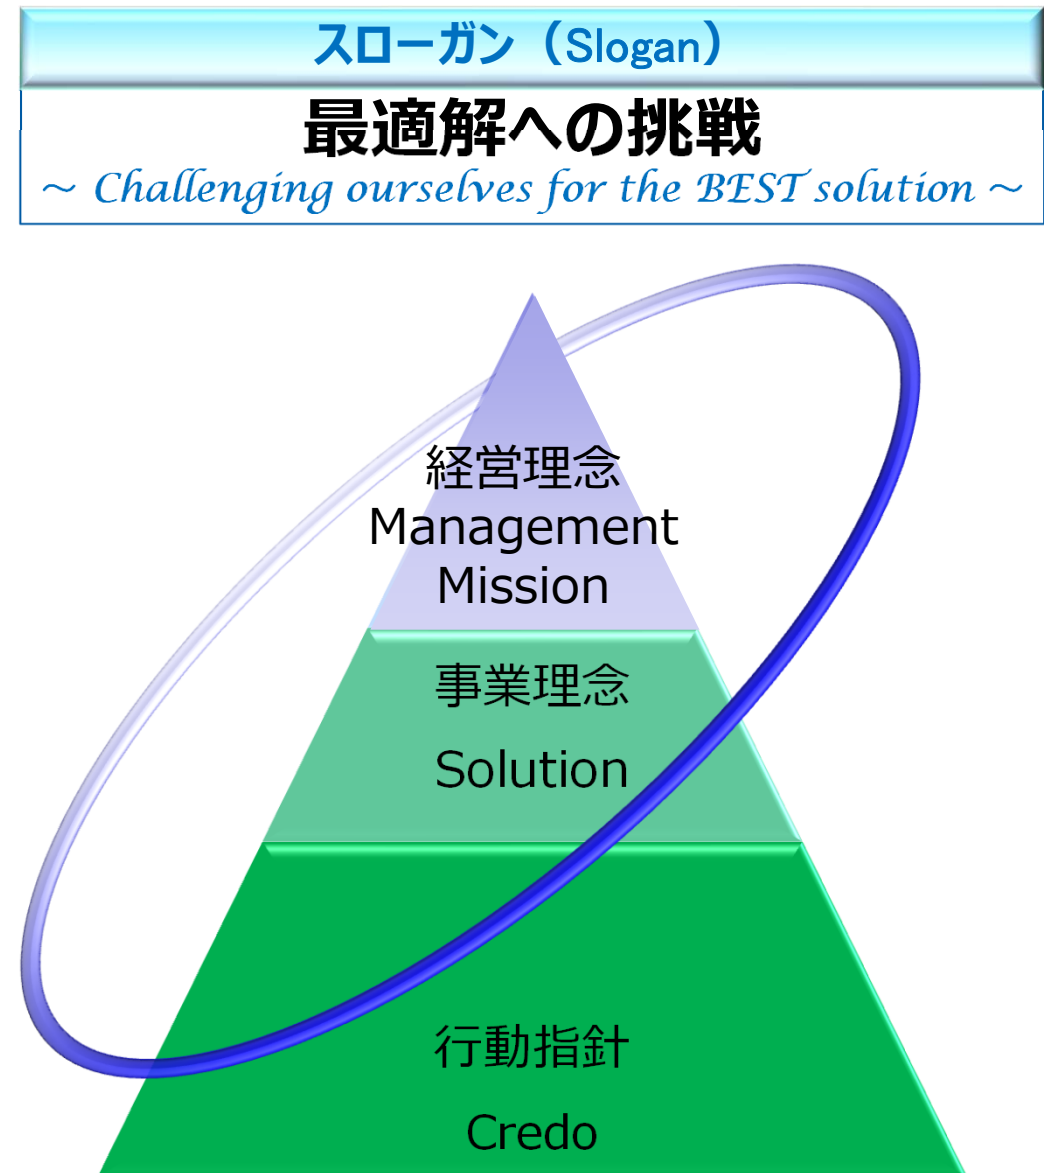 スローガン（Slogan）
最適解への挑戦
～ Challenging ourselves for the BEST solution ～
経営理念
Management
Mission
事業理念
Solution
行動指針
Credo